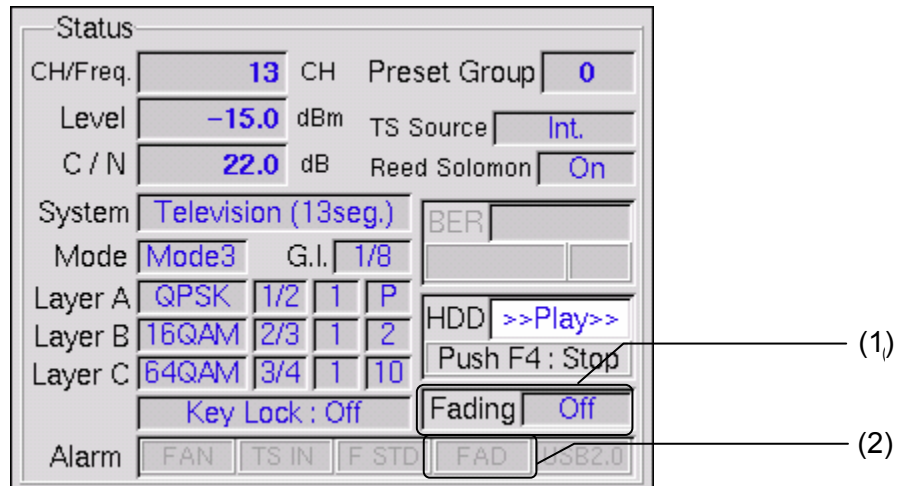 Status
CH/Freq. 13 CH Preset Group 0
Level -15.0 dBm TS Source Int.
C / N 22.0 dB Reed Solomon On
System Television (13seg.) BER
Mode Mode3 G.I. 1/8
Layer A QPSK 1/2 1 P
HDD >>Play>>
Layer B 16QAM 2/3 1 2
Push F4 : Stop (1)
Layer C 64QAM 3/4 1 10
Key Lock : Off Fading Off
Alarm FAN TS IN F STD FAD USB2.0 (2)